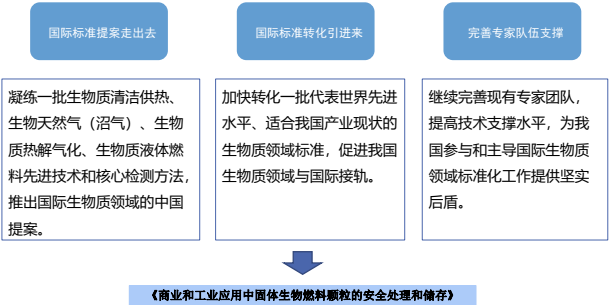 国际标准提案走出去
国际标准转化引进来
完善专家队伍支撑
凝练一批生物质清洁供热、
生物天然气（沼气）、生物
质热解气化、生物质液体燃
料先进技术和核心检测方法，
推出国际生物质领域的中国
提案。
加快转化一批代表世界先进
水平、适合我国产业现状的
生物质领域标准，促进我国
生物质领域与国际接轨。
继续完善现有专家团队，
提高技术支撑水平，为我
国参与和主导国际生物质
领域标准化工作提供坚实
后盾。
《商业和工业应用中固体生物燃料颗粒的安全处理和储存》